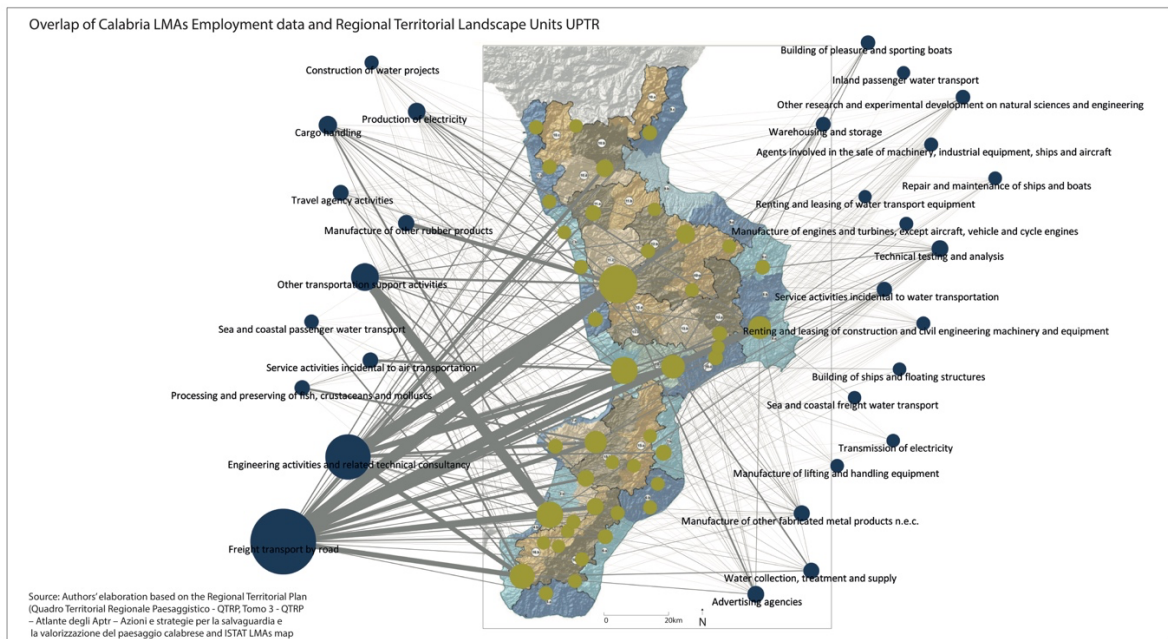 Overlap of Calabria LMAs Employment data and Regional Territorial Landscape Units UPTR
Construction of water projects
Production of electricity
Cargo handling
Travel agency activities
Manufacture of other rubber products
Other transportation support activities
Sea and coastal passenger water transport
Service activities incidental to air transportation
Processing and preserving of fish, crustaceans and molluscs
Engineering activities and related technical consultancy
Freight transport by road
Building of pleasure and sporting boats
Inland passenger water transport
Other research and experimental development on natural sciences and engineering
Warehousing and storage
Agents involved in the sale of machinery, industrial equipment, ships and aircraft
Repair and maintenance of ships and boats
Renting and leasing of water transport equipment
Manufacture of engines and turbines, except aircraft, vehicle and cycle engines
Technical testing and analysis
Service activities incidental to water transportation
Renting and leasing of construction and civil engineering machinery and equipment
Building of ships and floating structures
Sea and coastal freight water transport
Transmission of electricity
Manufacture of lifting and handling equipment
Manufacture of other fabricated metal products n.e.c.
Water collection, treatment and supply
Advertising agencies
0 20km N
Source: Authors' elaboration based on the Regional Territorial Plan
(Quadro Territorial Regionale Paesaggistico - QTRP, Tomo 3 - QTRP
– Atlante degli Aptr – Azioni e strategie per la salvaguardia e
la valorizzazione del paesaggio calabrese and ISTAT LMAs map